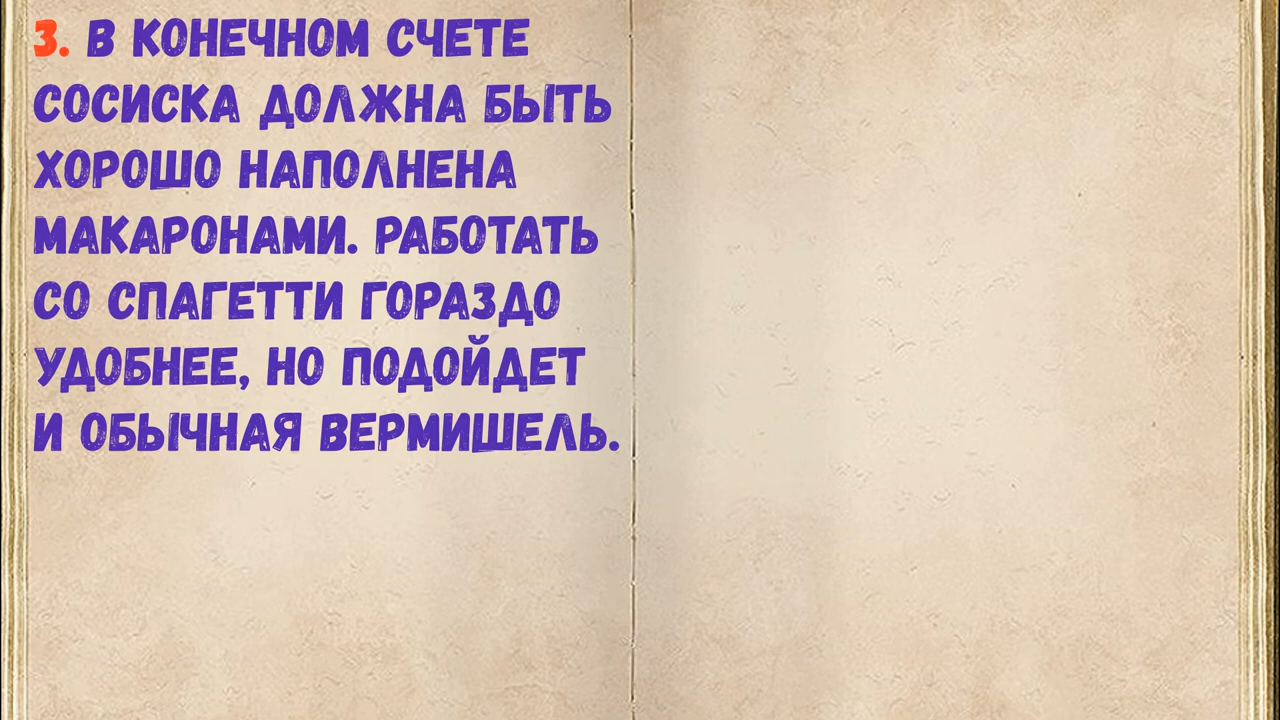 3. В КОНЕЧНОМ СЧЕТЕ
СОСИСКА ДОЛЖНА БЫТЬ
ХОРОШО НАПОЛНЕНА
МАКАРОНАМИ. РАБОТАТЬ
СО СПАГЕТТИ ГОРАЗДО
УДОБНЕЕ, НО ПОДОЙДЕТ
И ОБЫЧНАЯ ВЕРМИШЕЛЬ.